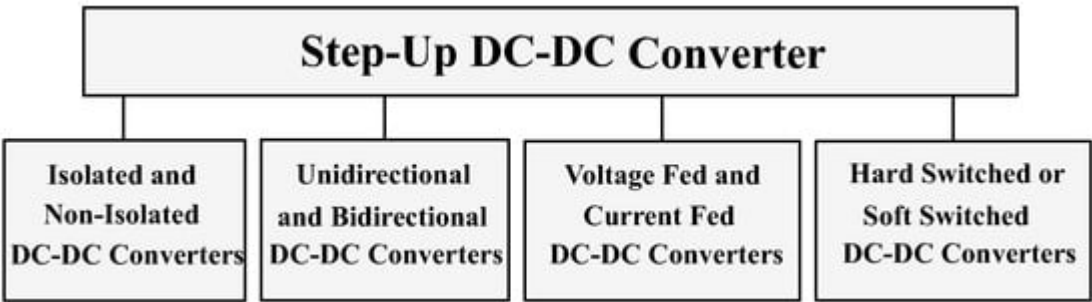 Step-Up DC-DC Converter
Isolated and
Non-Isolated
DC-DC Converters
Unidirectional
and Bidirectional
DC-DC Converters
Voltage Fed and
Current Fed
DC-DC Converters
Hard Switched or
Soft Switched
DC-DC Converters